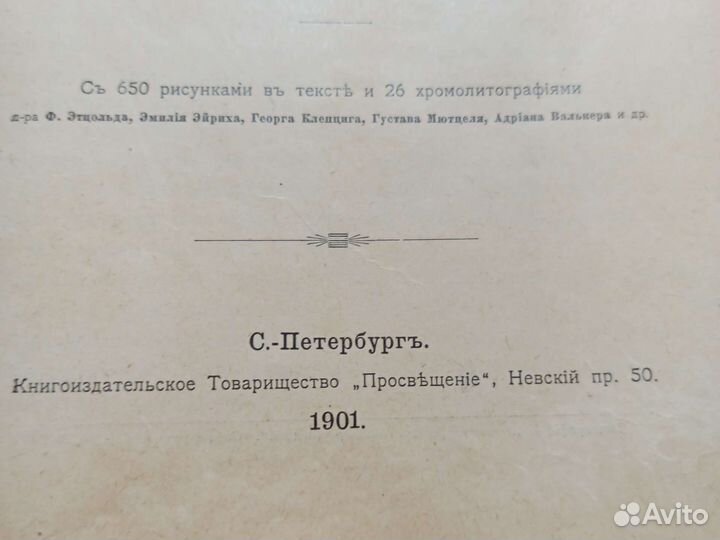 Съ 650 рисунками въ текстѣ и 26 хромолитографіями
д-ра Ф. Этцольда, Эмилія Эйриха, Георга Клепцига, Густава Мютцеля, Адріана Валькера и др.
С.-Петербургъ.
Книгоиздательское Товарищество „Просвѣщеніе“, Невскій пр. 50.
1901.
Avito